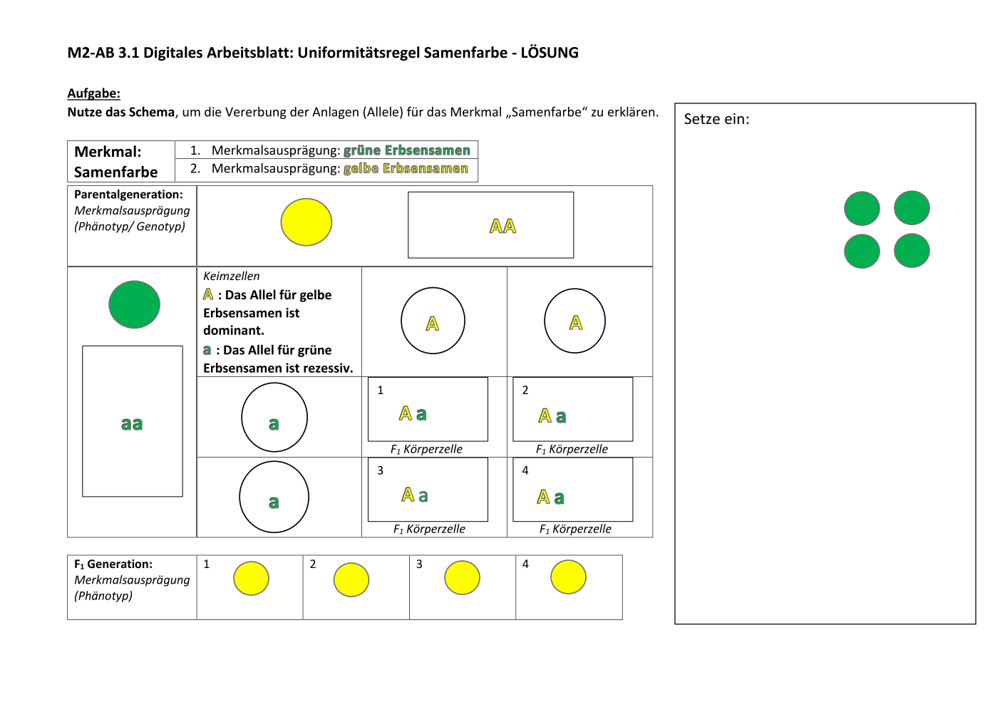 M2-AB 3.1 Digitales Arbeitsblatt: Uniformitätsregel Samenfarbe - LÖSUNG
Aufgabe:
Nutze das Schema, um die Vererbung der Anlagen (Allele) für das Merkmal „Samenfarbe“ zu erklären.
Setze ein:
Merkmal:
Samenfarbe
1. Merkmalsausprägung: grüne Erbsensamen
2. Merkmalsausprägung: gelbe Erbsensamen
Parentalgeneration:
Merkmalsausprägung
(Phänotyp/ Genotyp)
AA
Keimzellen
A : Das Allel für gelbe
Erbsensamen ist
dominant.
a : Das Allel für grüne
Erbsensamen ist rezessiv.
A
A
aa
a
1
A a
F₁ Körperzelle
2
A a
F₁ Körperzelle
a
3
A a
F₁ Körperzelle
4
A a
F₁ Körperzelle
F₁ Generation:
Merkmalsausprägung
(Phänotyp)
1
2
3
4